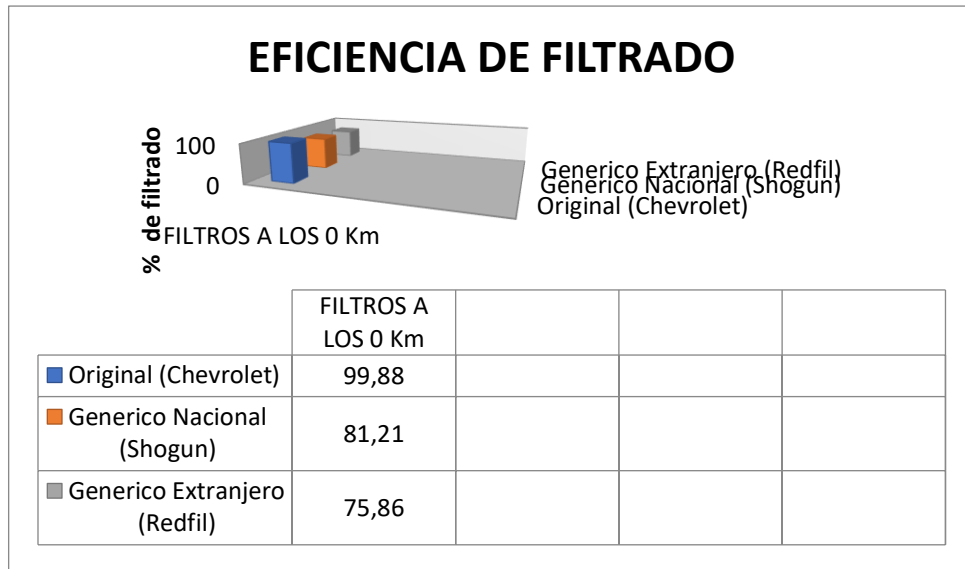 EFICIENCIA DE FILTRADO
% de filtrado
100
0
Generico Extranjero (Redfil)
Generico Nacional (Shogun)
Original (Chevrolet)
FILTROS A LOS 0 Km
FILTROS A
LOS 0 Km
Original (Chevrolet) 99,88
Generico Nacional
(Shogun) 81,21
Generico Extranjero
(Redfil) 75,86